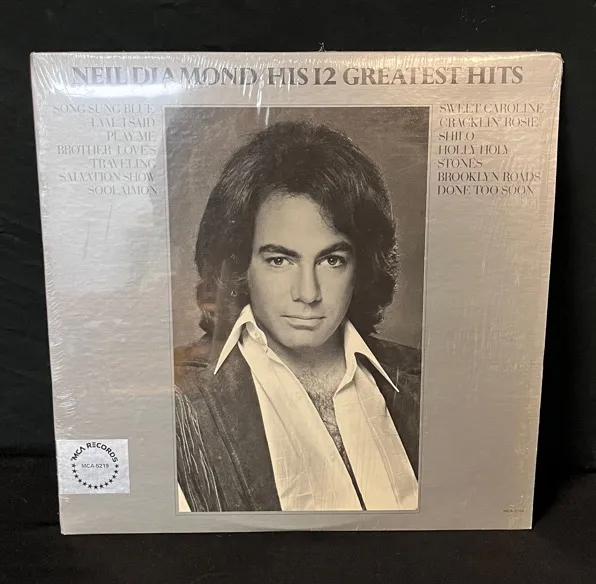 NEIL DIAMOND/HIS 12 GREATEST HITS
SONG SUNG BLUE
I AM...I SAID
PLAY ME
BROTHER LOVE'S
TRAVELING
SALVATION SHOW
SOOLAIMON
SWEET CAROLINE
CRACKLIN' ROSIE
SHILO
HOLLY HOLY
STONES
BROOKLYN ROADS
DONE TOO SOON
MCA RECORDS
MCA-5219